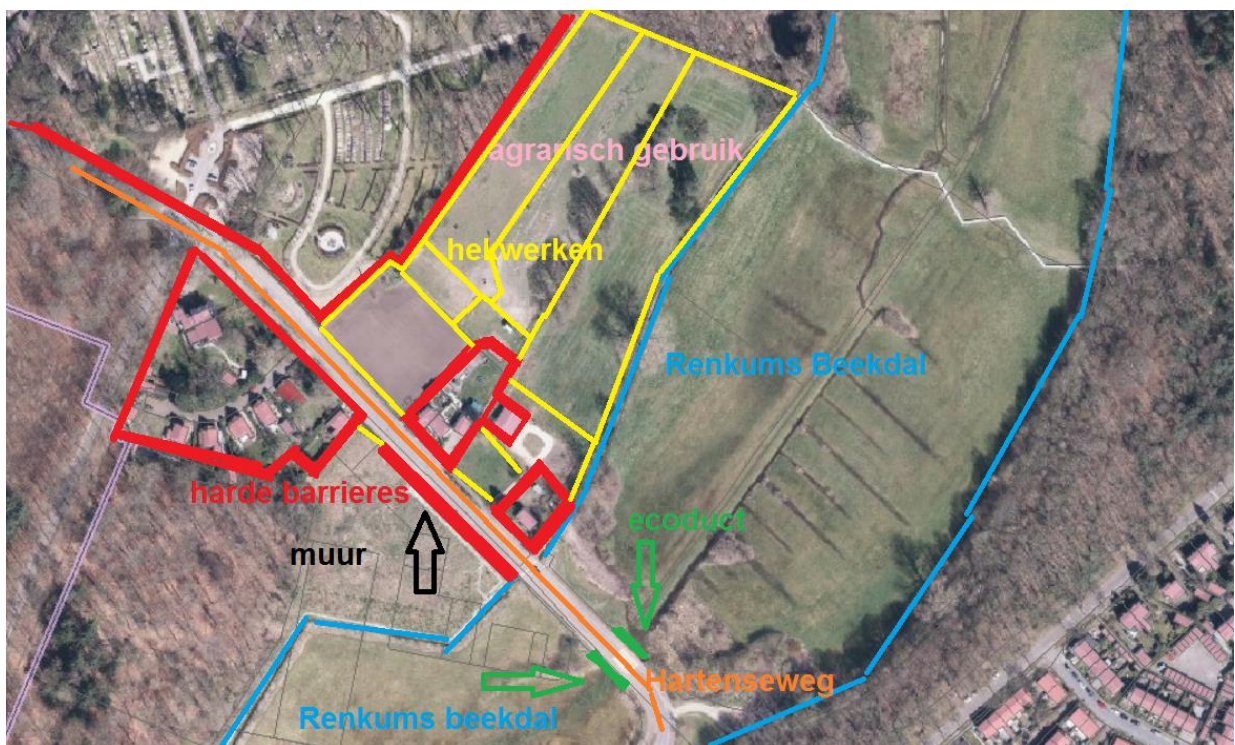 agrarisch gebruik
hekwerken
Renkums Beekdal
harde barrieres
ecoduct
muur
Hartenseweg
Renkums beekdal